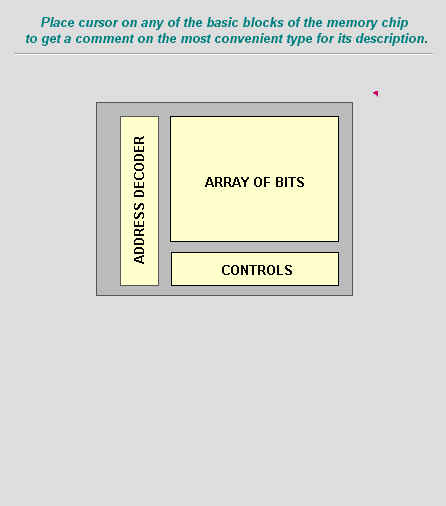 Place cursor on any of the basic blocks of the memory chip
to get a comment on the most convenient type for its description.
ADDRESS DECODER
ARRAY OF BITS
CONTROLS